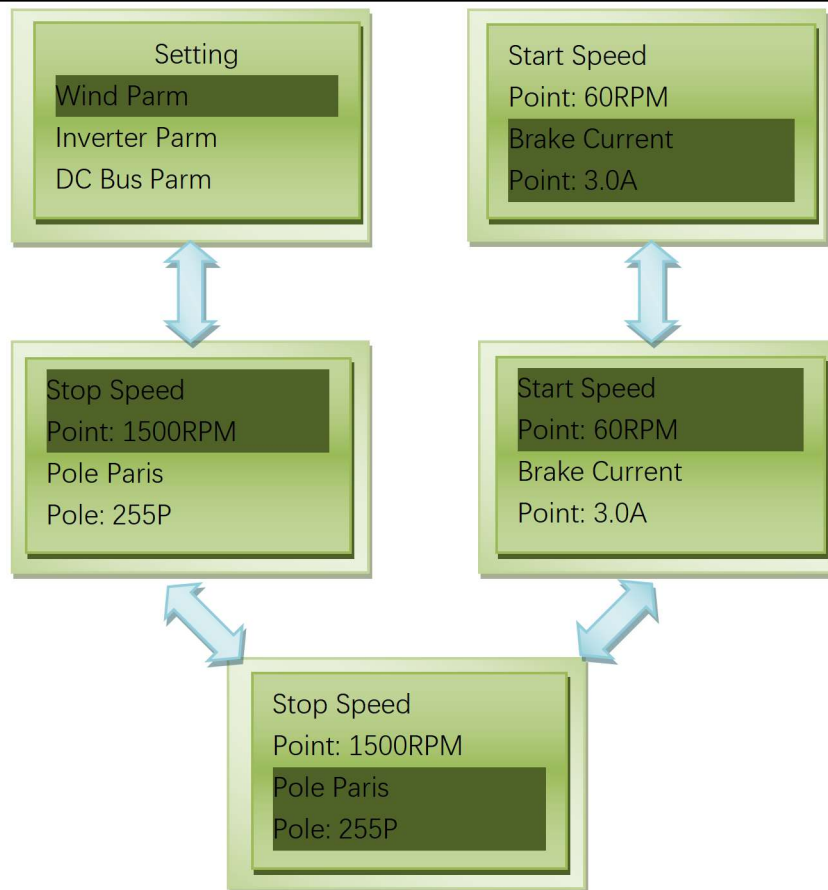 Setting
Wind Parm
Inverter Parm
DC Bus Parm
Start Speed
Point: 60RPM
Brake Current
Point: 3.0A
Stop Speed
Point: 1500RPM
Pole Paris
Pole: 255P
Start Speed
Point: 60RPM
Brake Current
Point: 3.0A
Stop Speed
Point: 1500RPM
Pole Paris
Pole: 255P